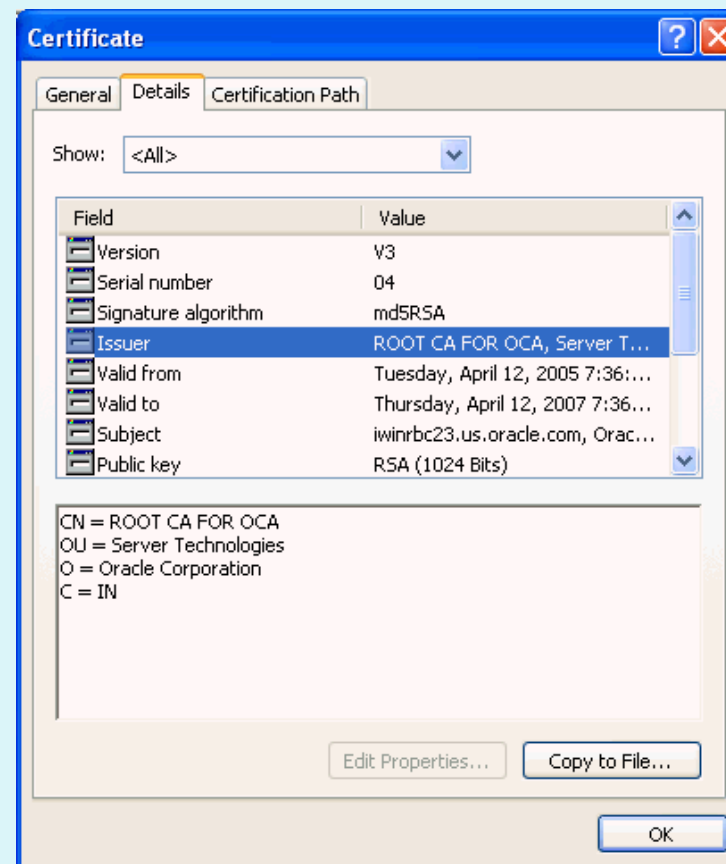 Certificate
General Details Certification Path
Show: <All>
Field Value
Version V3
Serial number 04
Signature algorithm md5RSA
Issuer ROOT CA FOR OCA, Server T...
Valid from Tuesday, April 12, 2005 7:36:...
Valid to Thursday, April 12, 2007 7:36...
Subject iwinrbc23.us.oracle.com, Orac...
Public key RSA (1024 Bits)
CN = ROOT CA FOR OCA
OU = Server Technologies
O = Oracle Corporation
C = IN
Edit Properties... Copy to File...
OK